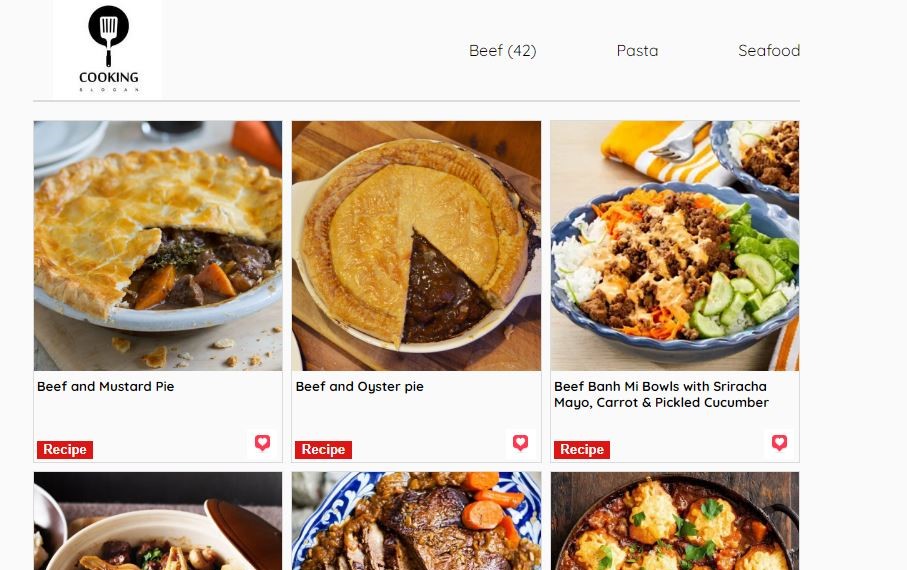 COOKING
SLOGAN
Beef (42)
Pasta
Seafood
Beef and Mustard Pie
Beef and Oyster pie
Beef Banh Mi Bowls with Sriracha
Mayo, Carrot & Pickled Cucumber
Recipe
Recipe
Recipe